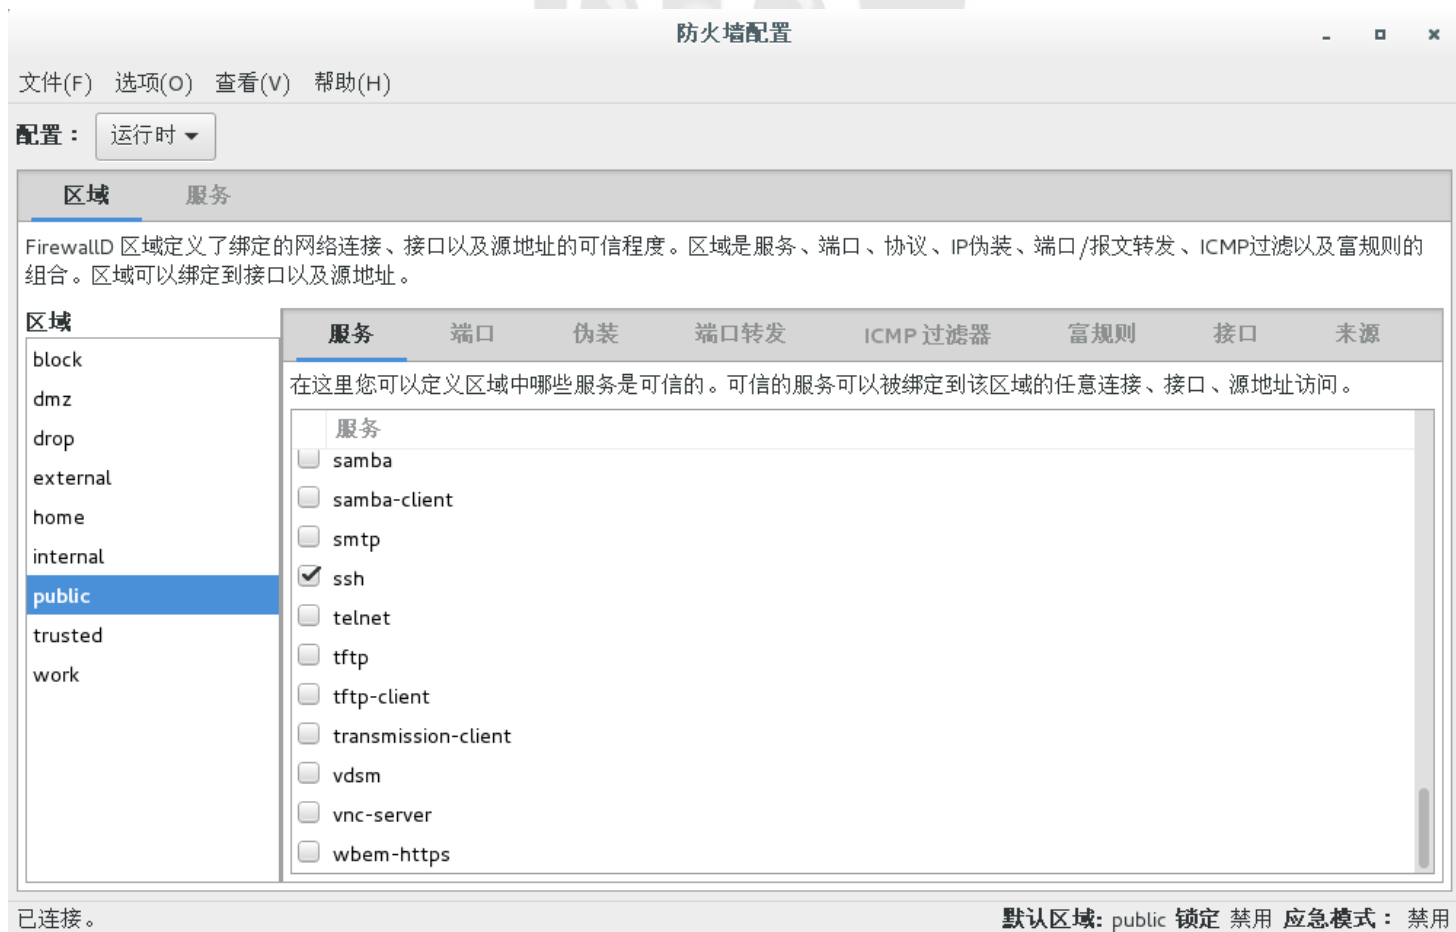 防火墙配置
文件(F) 选项(O) 查看(V) 帮助(H)
配置： 运行时
区域 服务
FirewallD 区域定义了绑定的网络连接、接口以及源地址的可信程度。区域是服务、端口、协议、IP伪装、端口/报文转发、ICMP过滤以及富规则的
组合。区域可以绑定到接口以及源地址。
区域
block
dmz
drop
external
home
internal
public
trusted
work
服务 端口 伪装 端口转发 ICMP 过滤器 富规则 接口 来源
在这里您可以定义区域中哪些服务是可信的。可信的服务可以被绑定到该区域的任意连接、接口、源地址访问。
服务
samba
samba-client
smtp
ssh
telnet
tftp
tftp-client
transmission-client
vdsm
vnc-server
wbem-https
已连接。 默认区域: public 锁定 禁用 应急模式： 禁用